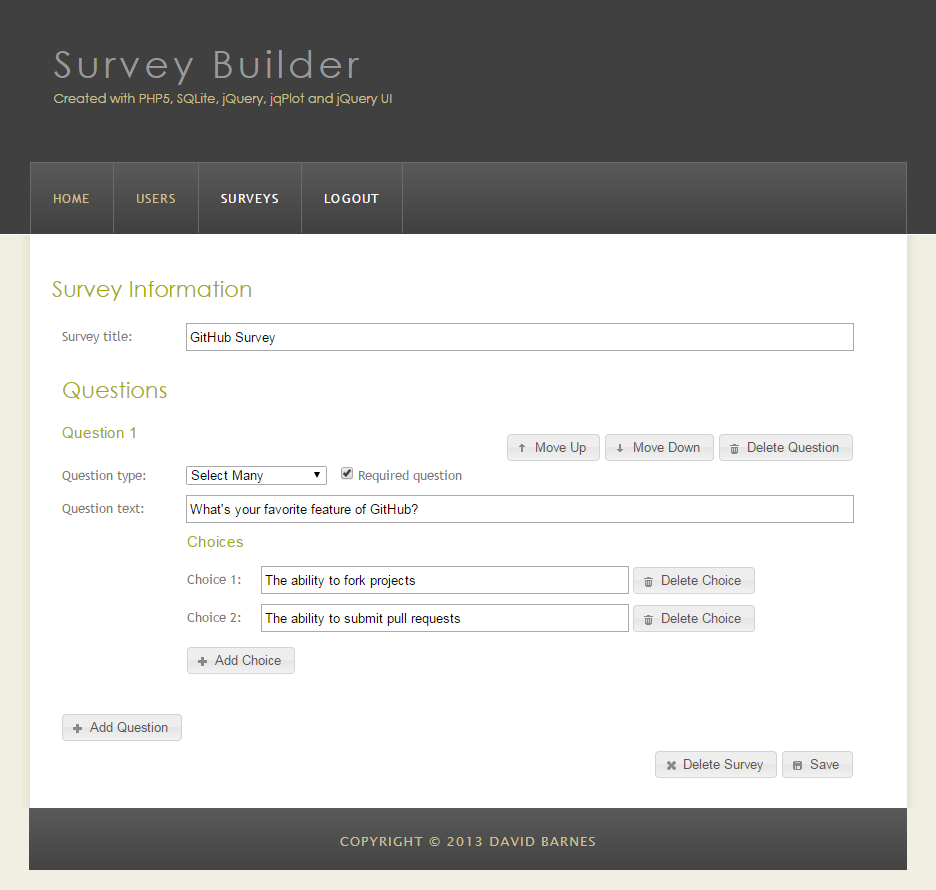 Survey Builder
Created with PHP5, SQLite, jQuery, jqPlot and jQuery UI
HOME USERS SURVEYS LOGOUT
Survey Information
Survey title: GitHub Survey
Questions
Question 1
Move Up Move Down Delete Question
Question type: Select Many Required question
Question text: What's your favorite feature of GitHub?
Choices
Choice 1: The ability to fork projects Delete Choice
Choice 2: The ability to submit pull requests Delete Choice
Add Choice
Add Question
Delete Survey Save
COPYRIGHT © 2013 DAVID BARNES